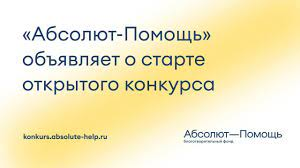 «Абсолют-Помощь»
объявляет о старте
открытого конкурса
konkurs.absolute-help.ru
Абсолют—Помощь
благотворительный фонд